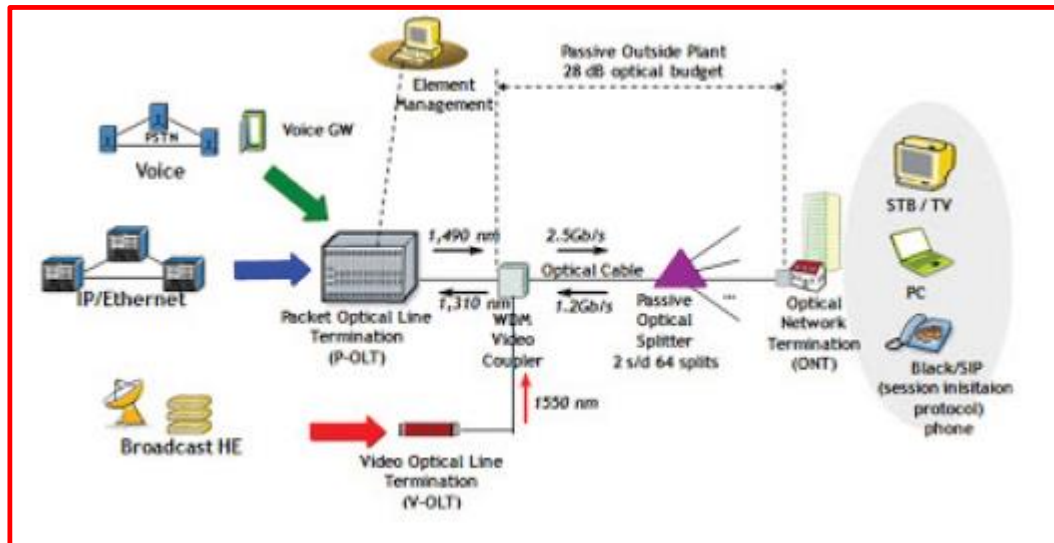 Passive Outside Plant
28 dB optical budget
Element
Management
PSTN
Voice GW
Voice
STB / TV
1,490 nm
2.5Gb/s
Optical Cable
IP/Ethernet
1,310 nm
1.2Gb/s
PC
Packet Optical Line
Termination
(P-OLT)
WDM
Video
Coupler
Passive
Optical
Splitter
2 s/d 64 splits
...
Optical
Network
Termination
(ONT)
Black/SIP
(session inisitaion
protocol)
phone
1550 nm
Broadcast HE
Video Optical Line
Termination
(V-OLT)